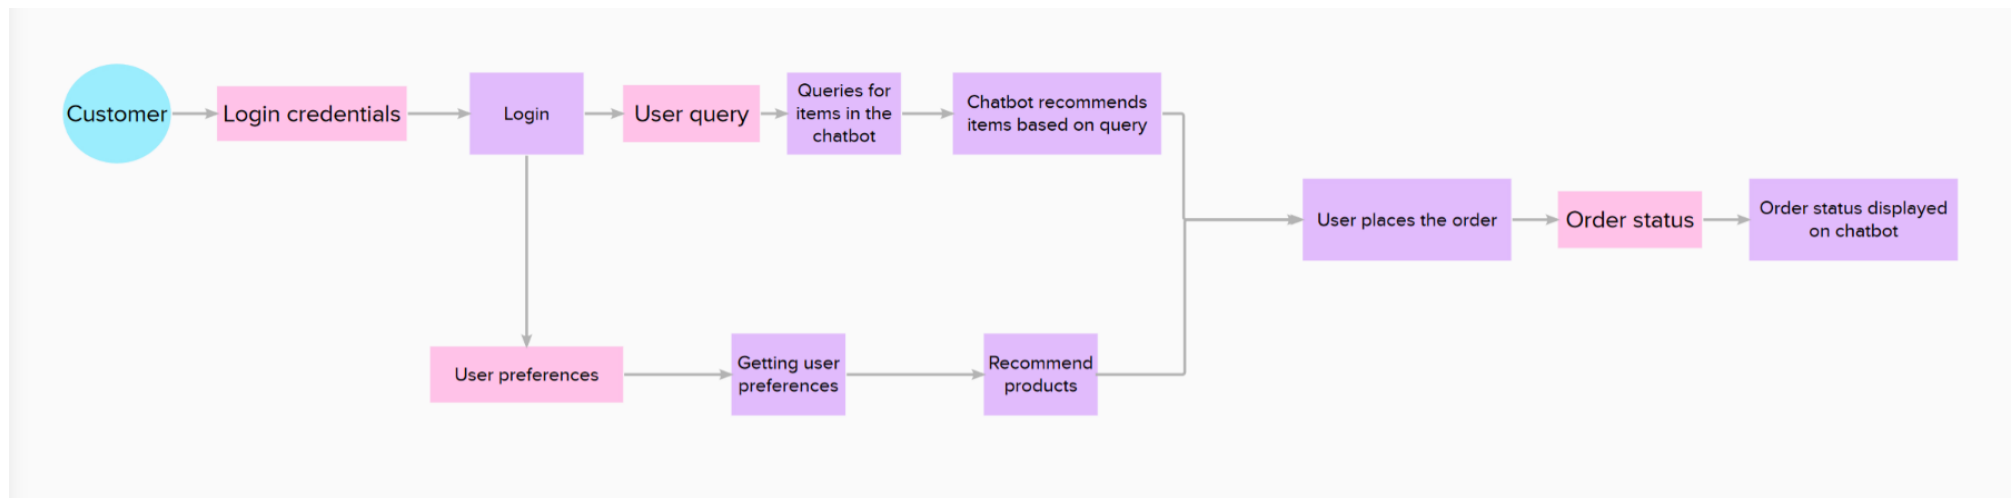 Customer
Login credentials
Login
User query
Queries for
items in the
chatbot
Chatbot recommends
items based on query
User places the order
Order status
Order status displayed
on chatbot
User preferences
Getting user
preferences
Recommend
products